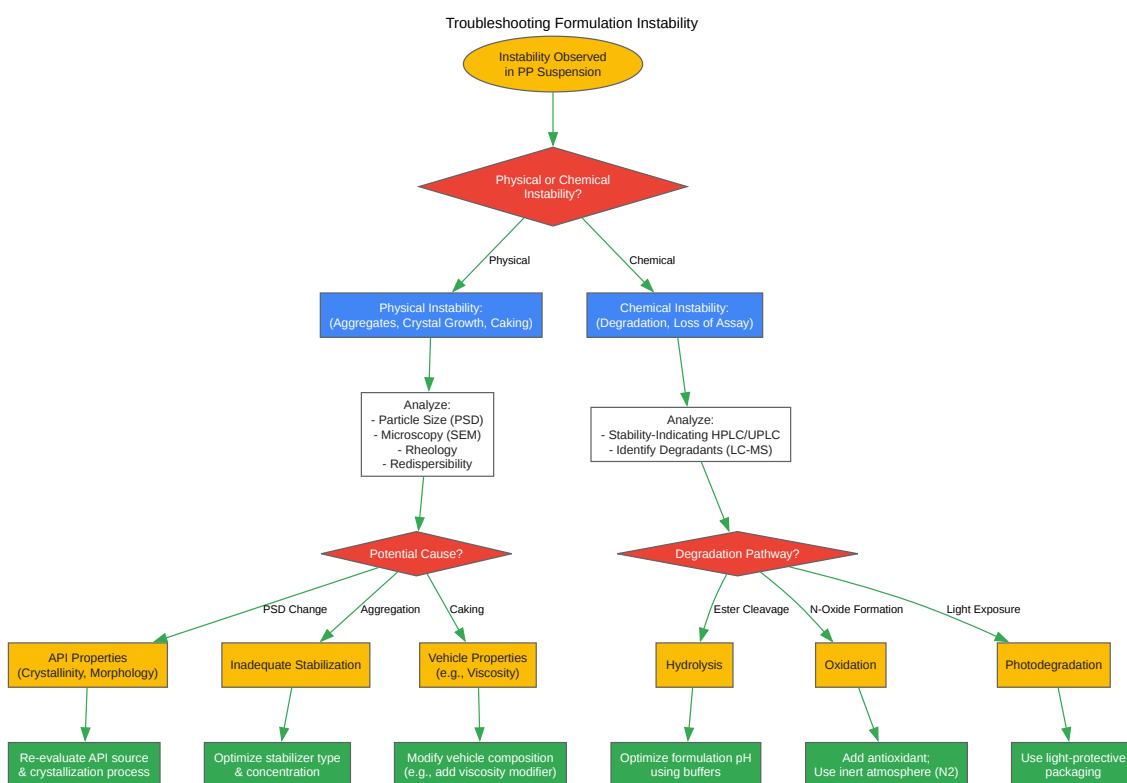 Troubleshooting Formulation Instability
Instability Observed
in PP Suspension
Physical or Chemical
Instability?
Physical
Chemical
Physical Instability:
(Aggregates, Crystal Growth, Caking)
Chemical Instability:
(Degradation, Loss of Assay)
Analyze:
- Particle Size (PSD)
- Microscopy (SEM)
- Rheology
- Redispersibility
Analyze:
- Stability-Indicating HPLC/UPLC
- Identify Degradants (LC-MS)
Potential Cause?
Degradation Pathway?
PSD Change
Aggregation
Caking
Ester Cleavage
N-Oxide Formation
Light Exposure
API Properties
(Crystallinity, Morphology)
Inadequate Stabilization
Vehicle Properties
(e.g., Viscosity)
Hydrolysis
Oxidation
Photodegradation
Re-evaluate API source
& crystallization process
Optimize stabilizer type
& concentration
Modify vehicle composition
(e.g., add viscosity modifier)
Optimize formulation pH
using buffers
Add antioxidant;
Use inert atmosphere (N2)
Use light-protective
packaging